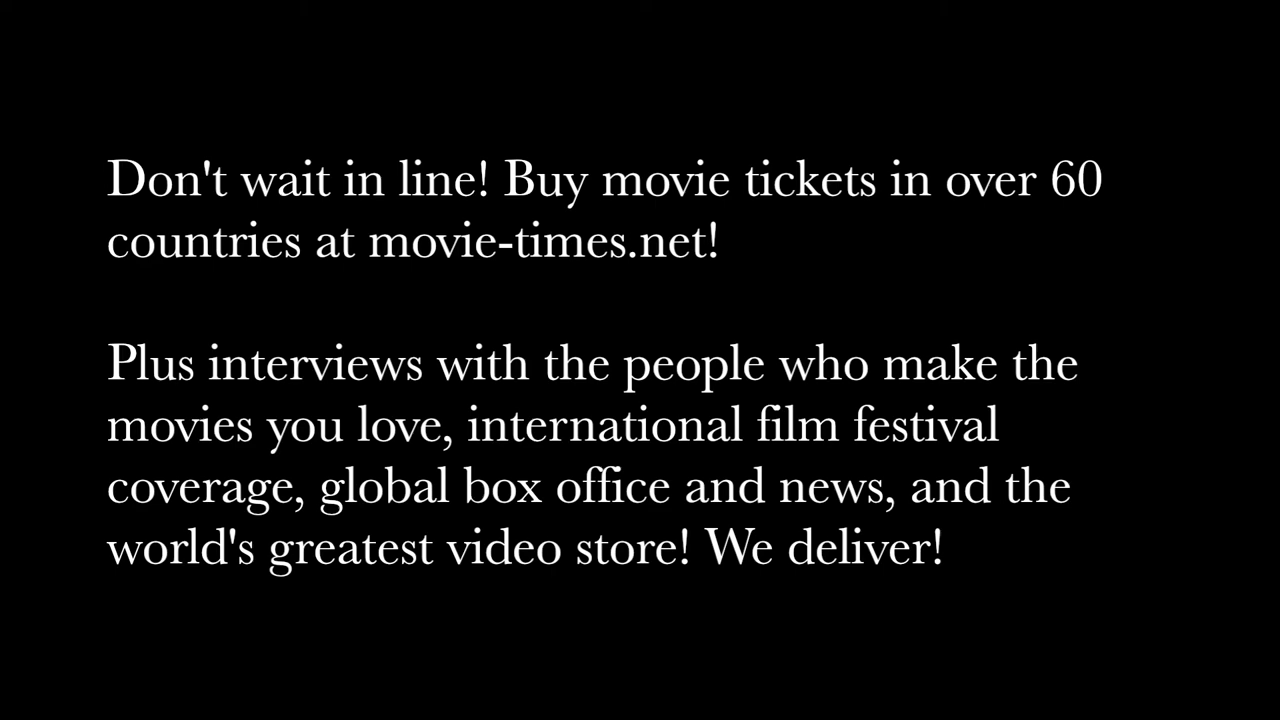 Don't wait in line! Buy movie tickets in over 60
countries at movie-times.net!
Plus interviews with the people who make the
movies you love, international film festival
coverage, global box office and news, and the
world's greatest video store! We deliver!